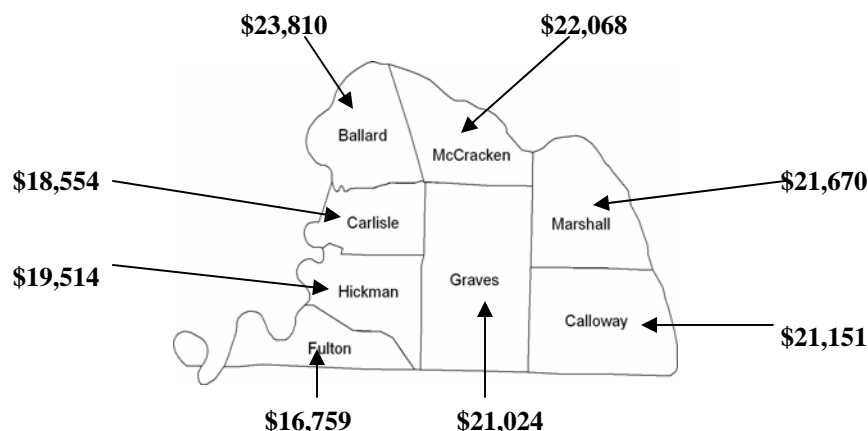 $23,810 $22,068
Ballard
McCracken
$18,554 $21,670
Carlisle Marshall
$19,514
Hickman Graves
Calloway
$21,151
Fulton
$16,759 $21,024